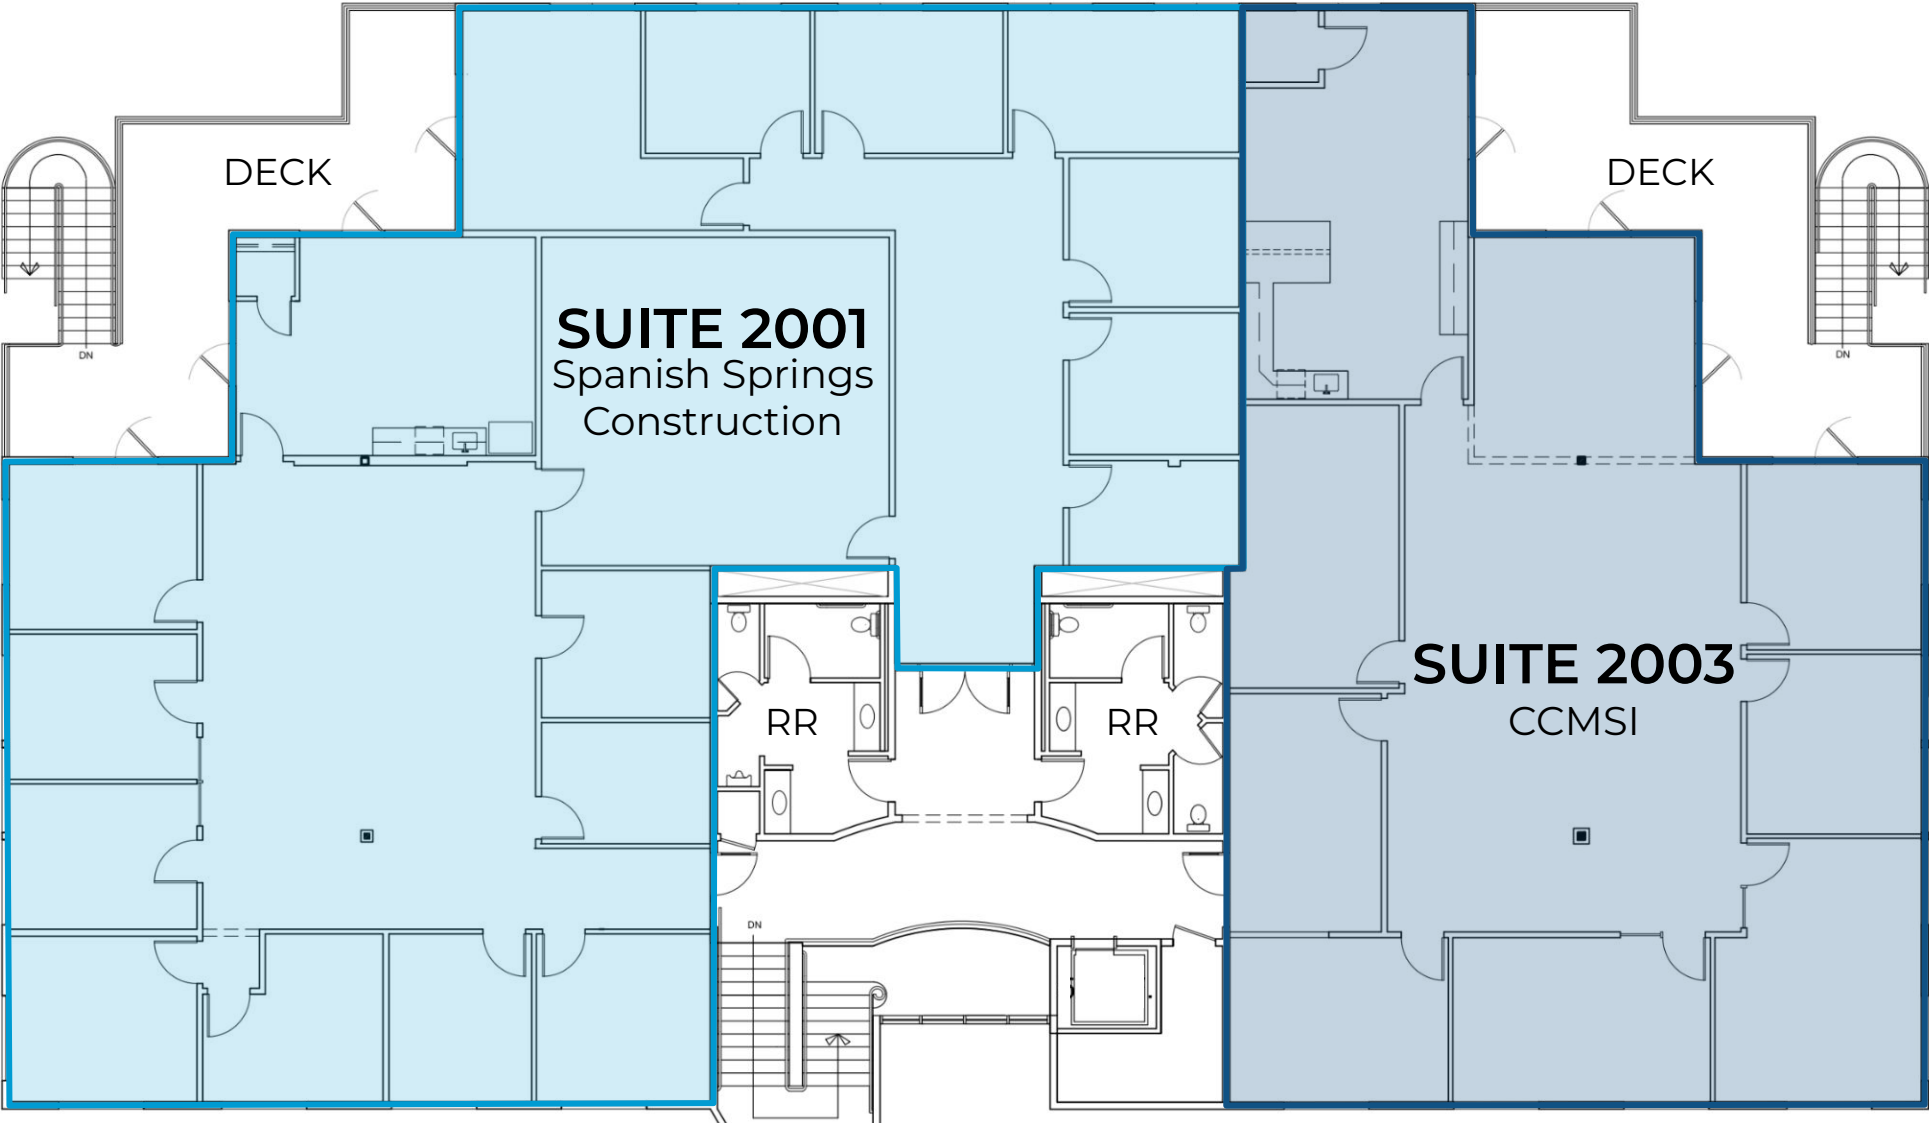 DECK
DECK
SUITE 2001
Spanish Springs
Construction
DN
DN
SUITE 2003
CCMSI
RR
RR
DN